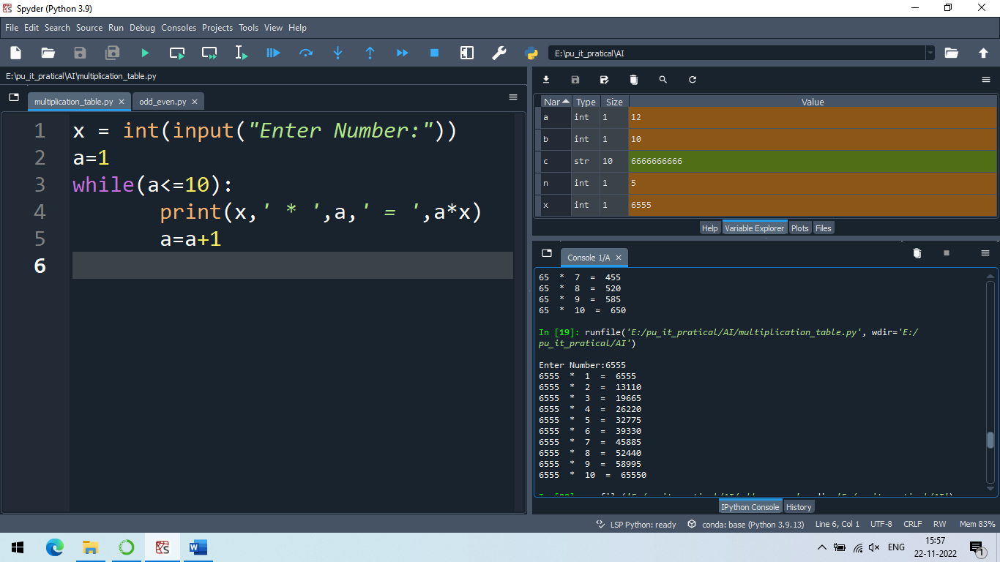 Spyder (Python 3.9)
File Edit Search Source Run Debug Consoles Projects Tools View Help
E:\pu_it_pratical\AI
E:\pu_it_pratical\AI\multiplication_table.py
multiplication_table.py
odd_even.py
1 x = int(input("Enter Number:"))
2 a=1
3 while(a<=10):
4 print(x,' * ',a,' = ',a*x)
5 a=a+1
6
Nar Type Size Value
a int 1 12
b int 1 10
c str 10 6666666666
n int 1 5
x int 1 6555
Help Variable Explorer Plots Files
Console 1/A
65 * 7 = 455
65 * 8 = 520
65 * 9 = 585
65 * 10 = 650
In [19]: runfile('E:/pu_it_pratical/AI/multiplication_table.py', wdir='E:/
pu_it_pratical/AI')
Enter Number:6555
6555 * 1 = 6555
6555 * 2 = 13110
6555 * 3 = 19665
6555 * 4 = 26220
6555 * 5 = 32775
6555 * 6 = 39330
6555 * 7 = 45885
6555 * 8 = 52440
6555 * 9 = 58995
6555 * 10 = 65550
IPython Console History
LSP Python: ready conda: base (Python 3.9.13) Line 6, Col 1 UTF-8 CRLF RW Mem 83%
ENG
15:57
22-11-2022
1